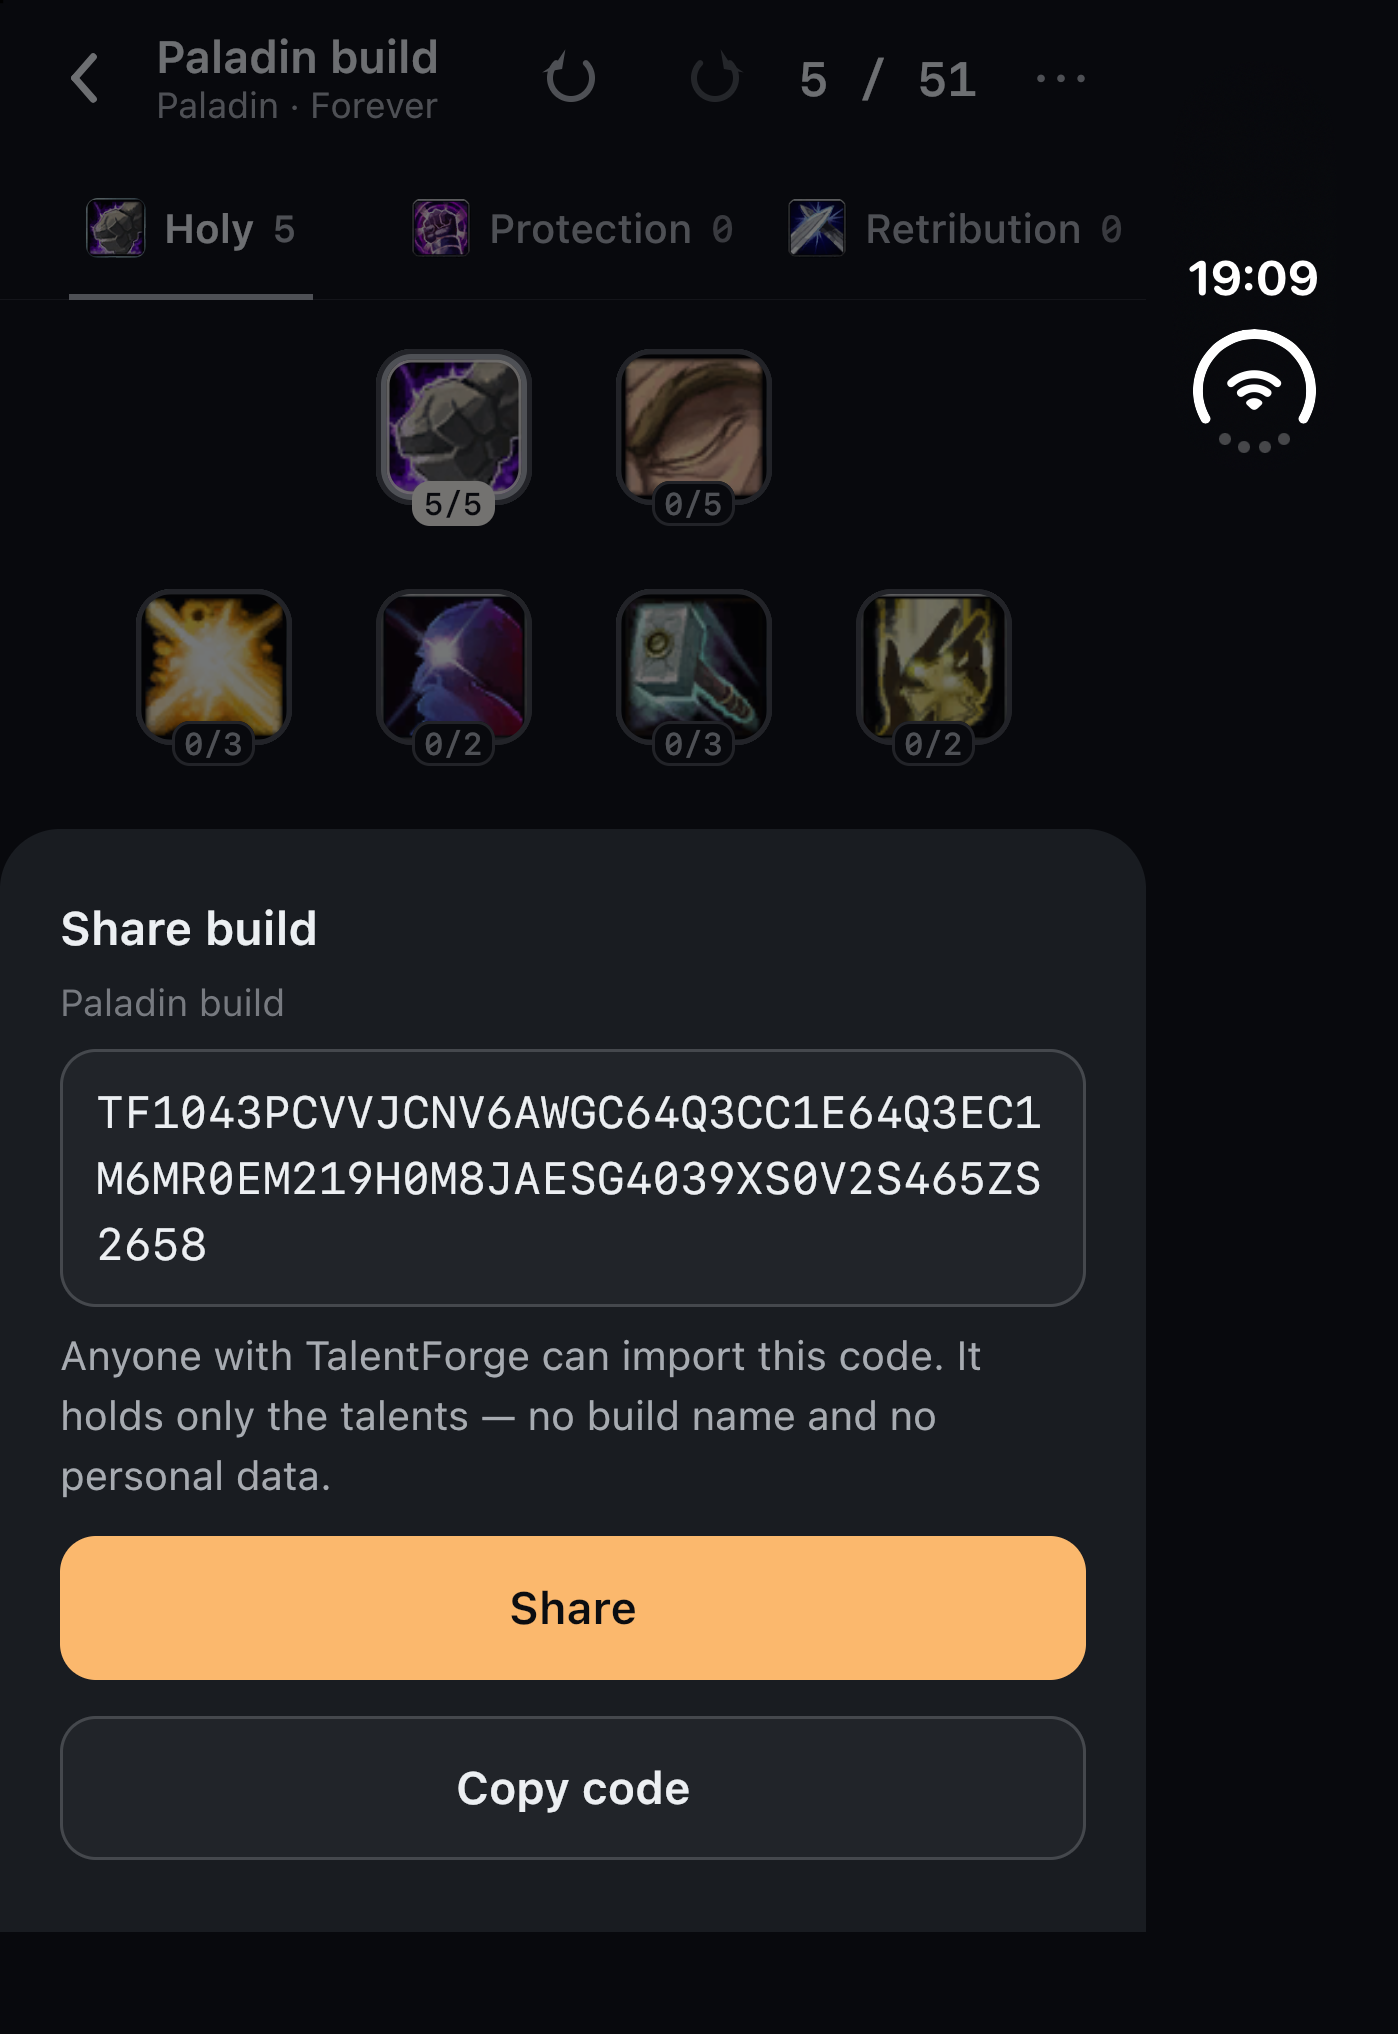 Paladin build
Paladin · Forever
5 / 51
Holy 5
Protection 0
Retribution 0
19:09
5/5
0/5
0/3
0/2
0/3
0/2
Share build
Paladin build
TF1043PCVVJCNV6AWGC64Q3CC1E64Q3EC1
M6MR0EM219H0M8JAESG4039XS0V2S465ZS
2658
Anyone with TalentForge can import this code. It
holds only the talents — no build name and no
personal data.
Share
Copy code